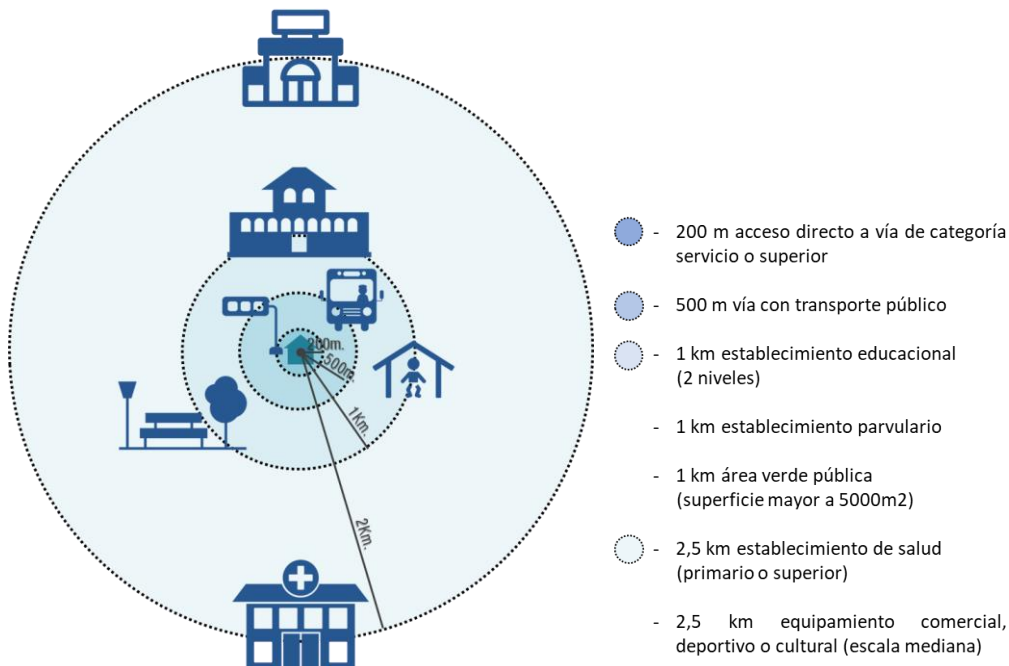 200m.
500m.
1Km.
2Km.
- 200 m acceso directo a vía de categoría
servicio o superior
- 500 m vía con transporte público
- 1 km establecimiento educacional
(2 niveles)
- 1 km establecimiento parvulario
- 1 km área verde pública
(superficie mayor a 5000m2)
- 2,5 km establecimiento de salud
(primario o superior)
- 2,5 km equipamiento comercial,
deportivo o cultural (escala mediana)